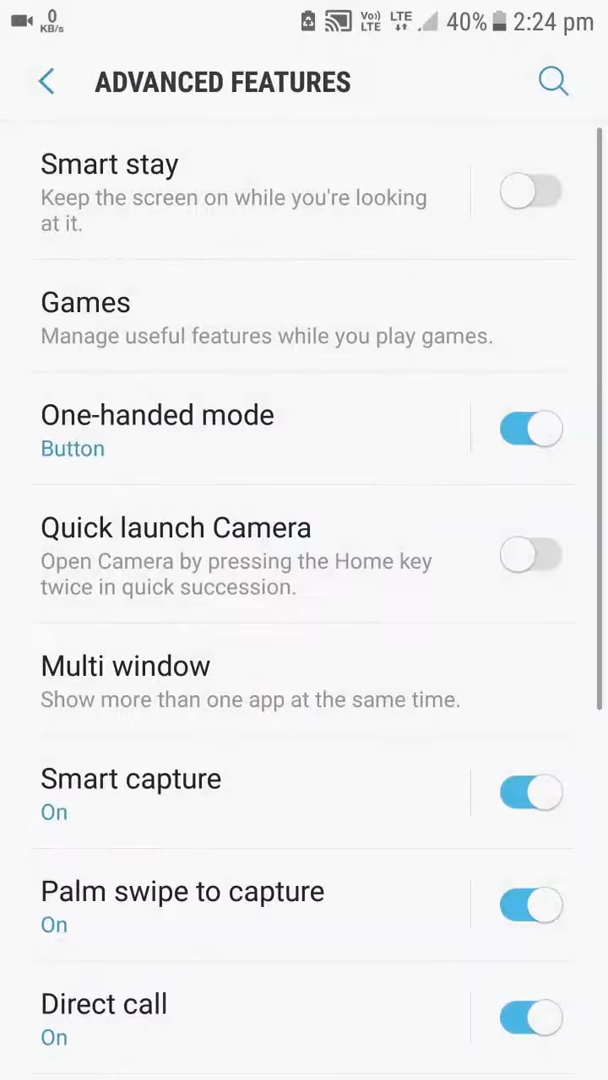 0 KB/s Vo)) LTE LTE 40% 2:24 pm
ADVANCED FEATURES
Smart stay
Keep the screen on while you're looking
at it.
Games
Manage useful features while you play games.
One-handed mode
Button
Quick launch Camera
Open Camera by pressing the Home key
twice in quick succession.
Multi window
Show more than one app at the same time.
Smart capture
On
Palm swipe to capture
On
Direct call
On